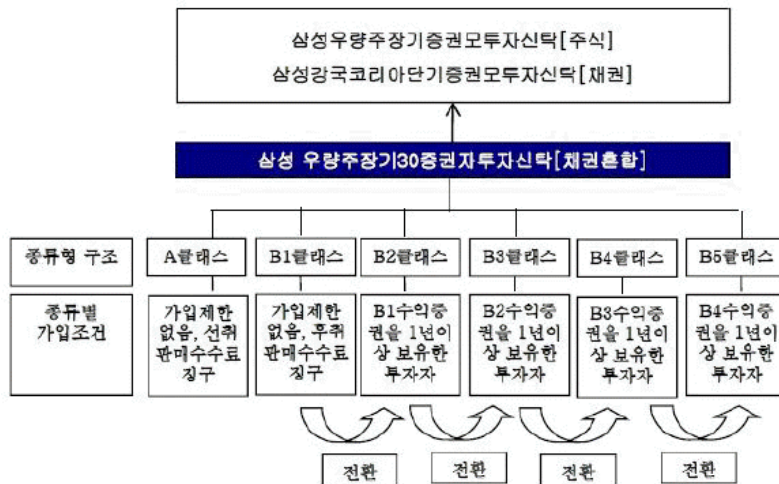 삼성우량주장기증권모투자신탁[주식]
삼성강국코리아단기증권모투자신탁[채권]
삼성 우량주장기30증권자투자신탁[채권혼합]
종류형 구조
A클래스
B1클래스
B2클래스
B3클래스
B4클래스
B5클래스
종류별
가입조건
가입제한
없음, 선취
판매수수료
징구
가입제한
없음, 후취
판매수수료
징구
B1수익증
권을 1년이
상 보유한
투자자
B2수익증
권을 1년이
상 보유한
투자자
B3수익증
권을 1년이
상 보유한
투자자
B4수익증
권을 1년이
상 보유한
투자자
전환
전환
전환
전환